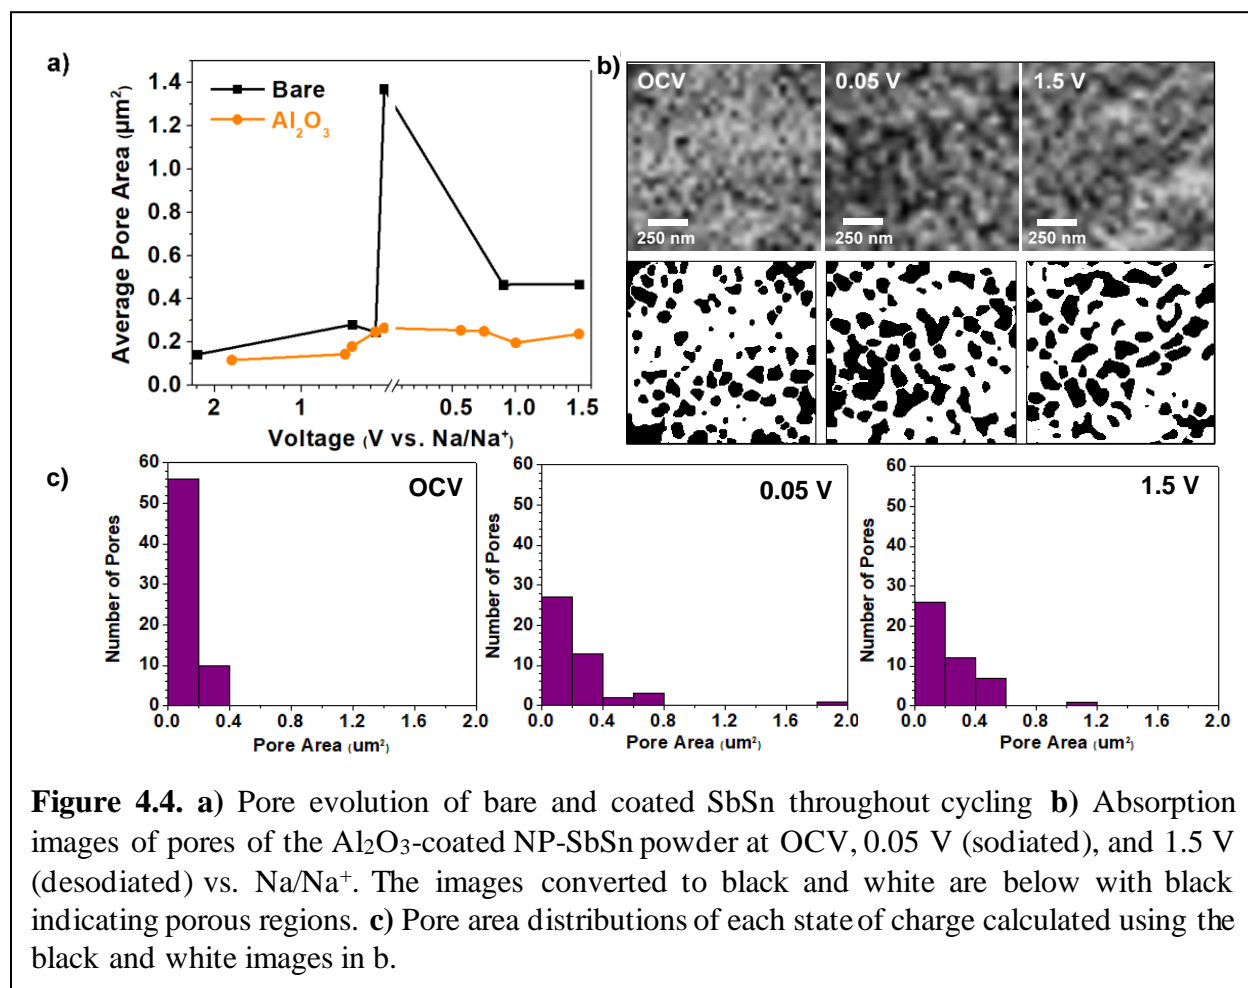 a)
Bare
Al₂O₃
Average Pore Area (µm²)
1.4
1.2
1.0
0.8
0.6
0.4
0.2
0.0
2 1 0.5 1.0 1.5
Voltage (V vs. Na/Na⁺)
b)
OCV 0.05 V 1.5 V
250 nm 250 nm 250 nm
c)
OCV
Number of Pores
60
50
40
30
20
10
0
0.0 0.4 0.8 1.2 1.6 2.0
Pore Area (um²)
0.05 V
Number of Pores
60
50
40
30
20
10
0
0.0 0.4 0.8 1.2 1.6 2.0
Pore Area (um²)
1.5 V
Number of Pores
60
50
40
30
20
10
0
0.0 0.4 0.8 1.2 1.6 2.0
Pore Area (um²)
Figure 4.4. a) Pore evolution of bare and coated SbSn throughout cycling b) Absorption
images of pores of the Al₂O₃-coated NP-SbSn powder at OCV, 0.05 V (sodiated), and 1.5 V
(desodiated) vs. Na/Na⁺. The images converted to black and white are below with black
indicating porous regions. c) Pore area distributions of each state of charge calculated using the
black and white images in b.